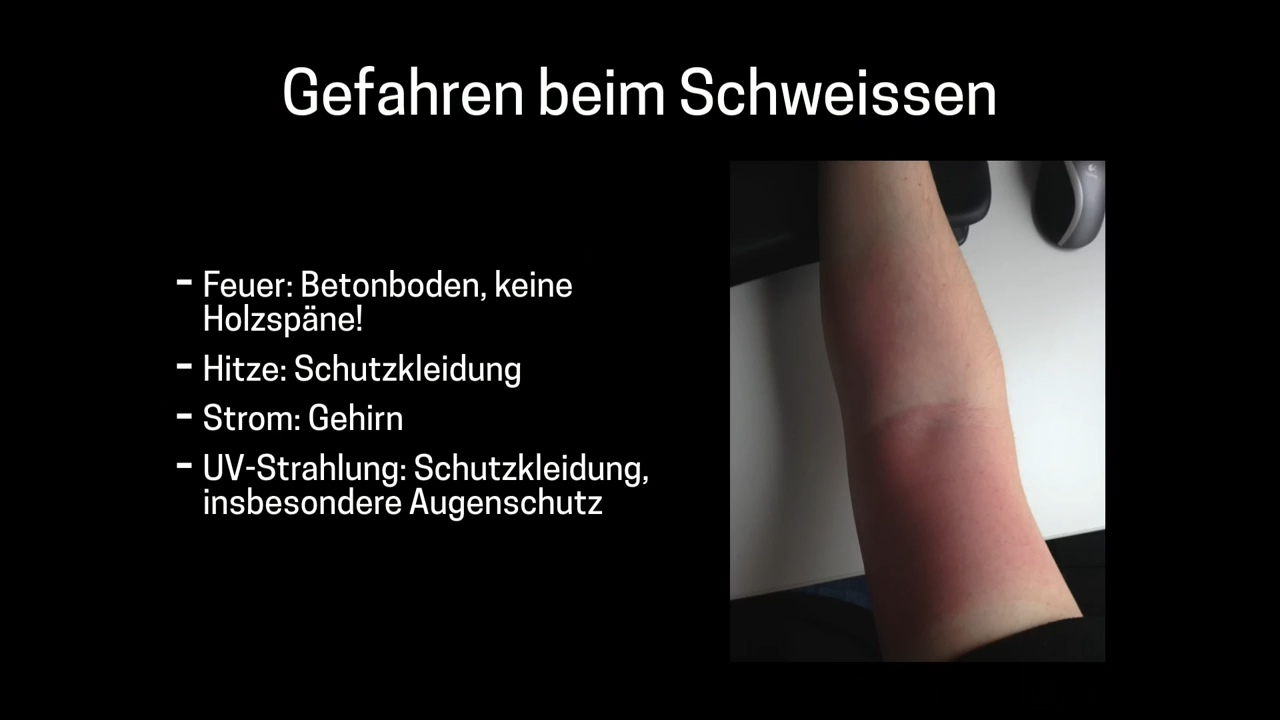 Gefahren beim Schweissen
- Feuer: Betonboden, keine
Holzspäne!
- Hitze: Schutzkleidung
- Strom: Gehirn
- UV-Strahlung: Schutzkleidung,
insbesondere Augenschutz